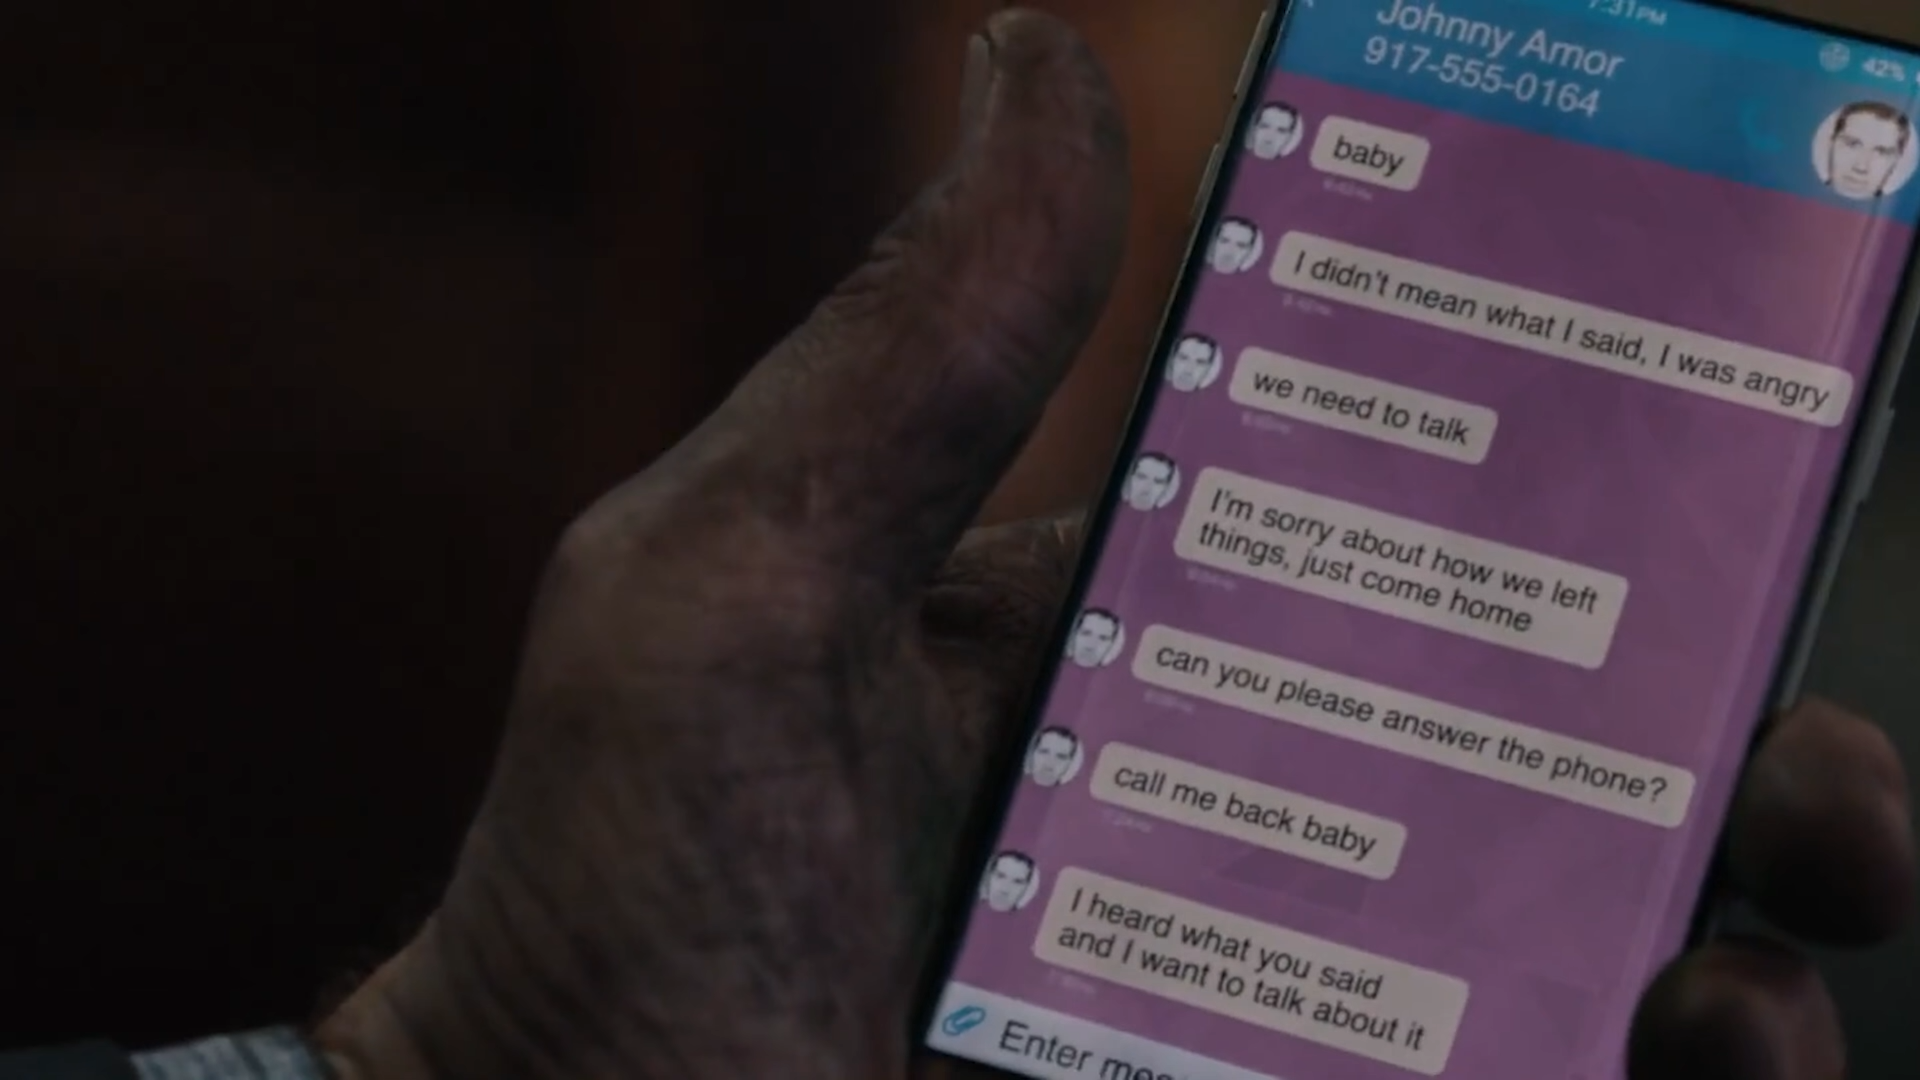 7:31PM
42%
Johnny Amor
917-555-0164
baby
I didn't mean what I said, I was angry
we need to talk
I'm sorry about how we left
things, just come home
can you please answer the phone?
call me back baby
I heard what you said
and I want to talk about it
Enter